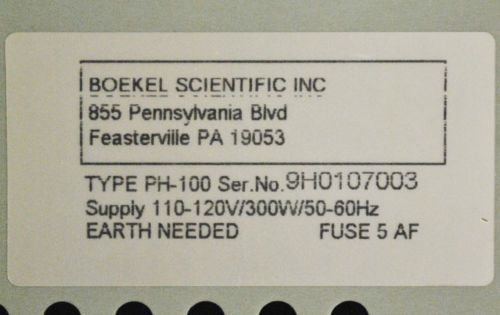 BOEKEL SCIENTIFIC INC
855 Pennsylvania Blvd
Feasterville PA 19053
TYPE PH-100 Ser.No.9H0107003
Supply 110-120V/300W/50-60Hz
EARTH NEEDED FUSE 5 AF